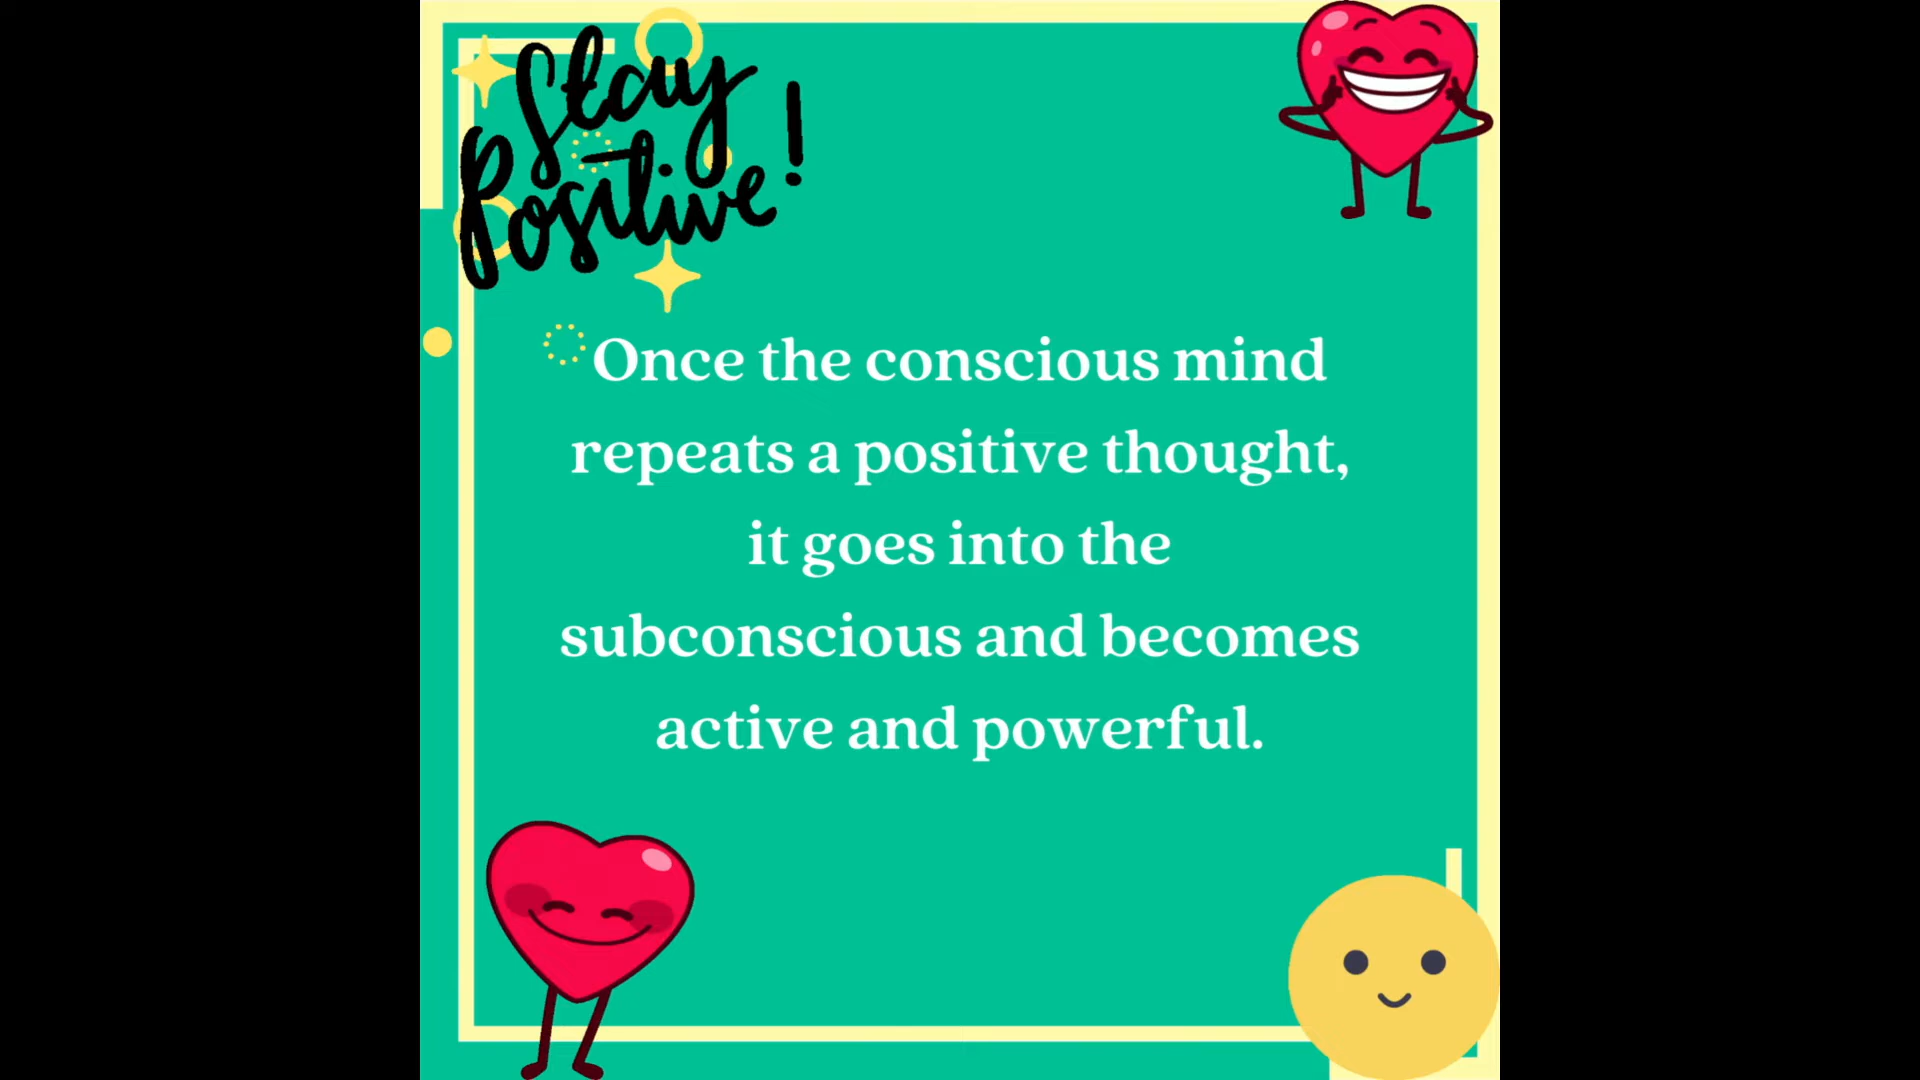 Stay
Positive!
Once the conscious mind
repeats a positive thought,
it goes into the
subconscious and becomes
active and powerful.